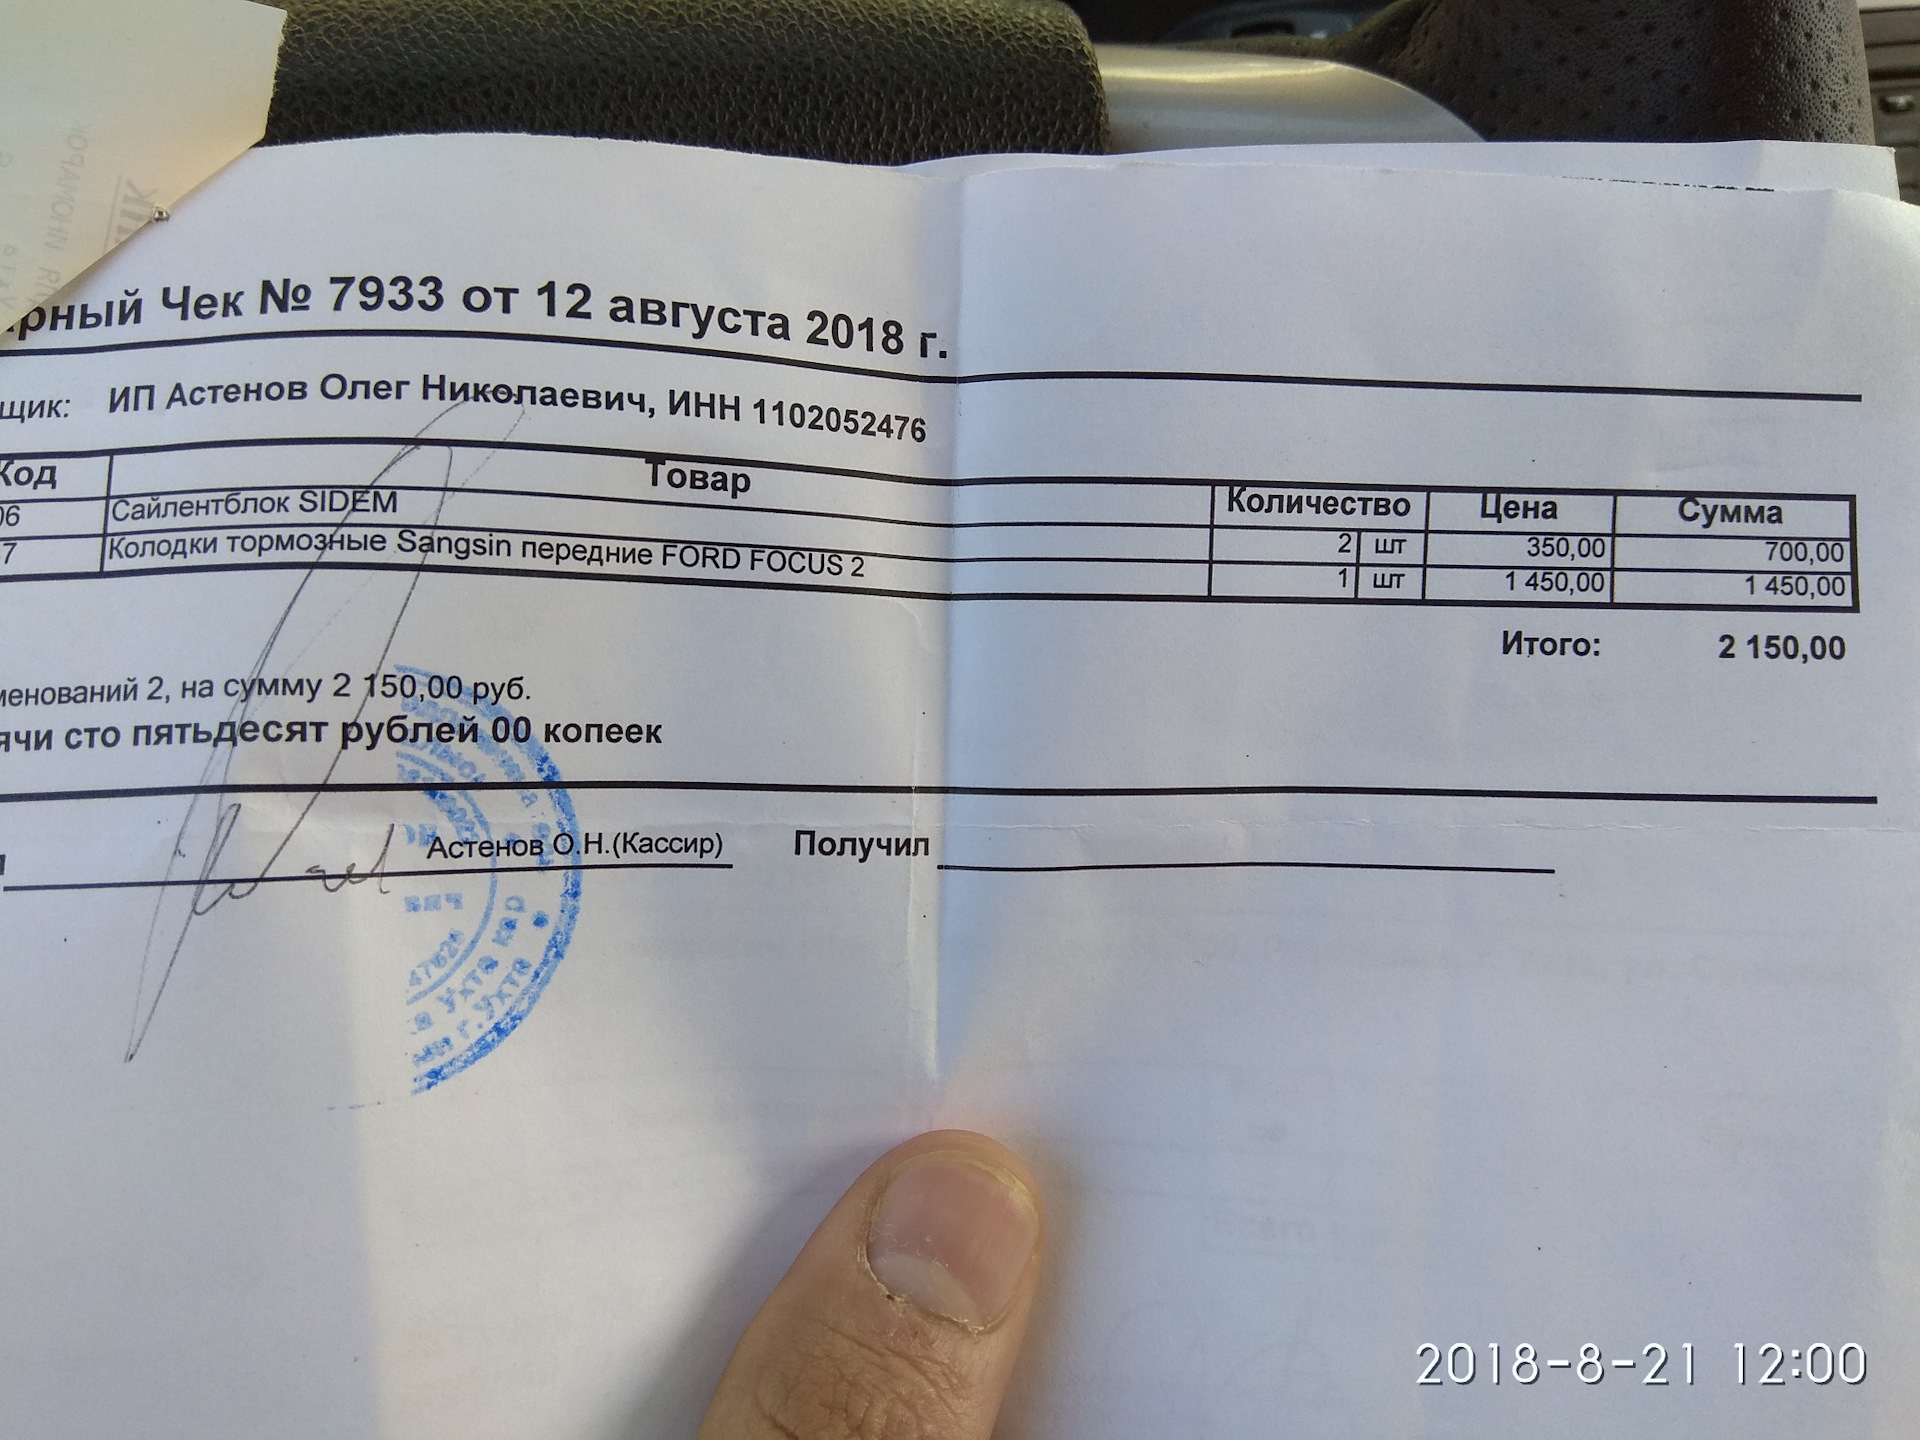 рный Чек № 7933 от 12 августа 2018 г.
щик: ИП Астенов Олег Николаевич, ИНН 1102052476
Код Товар Количество Цена Сумма
06 Сайлентблок SIDEM 2 шт 350,00 700,00
7 Колодки тормозные Sangsin передние FORD FOCUS 2 1 шт 1 450,00 1 450,00
Итого: 2 150,00
менований 2, на сумму 2 150,00 руб.
ячи сто пятьдесят рублей 00 копеек
Астенов О.Н.(Кассир) Получил
г.Ухта
2018-8-21 12:00